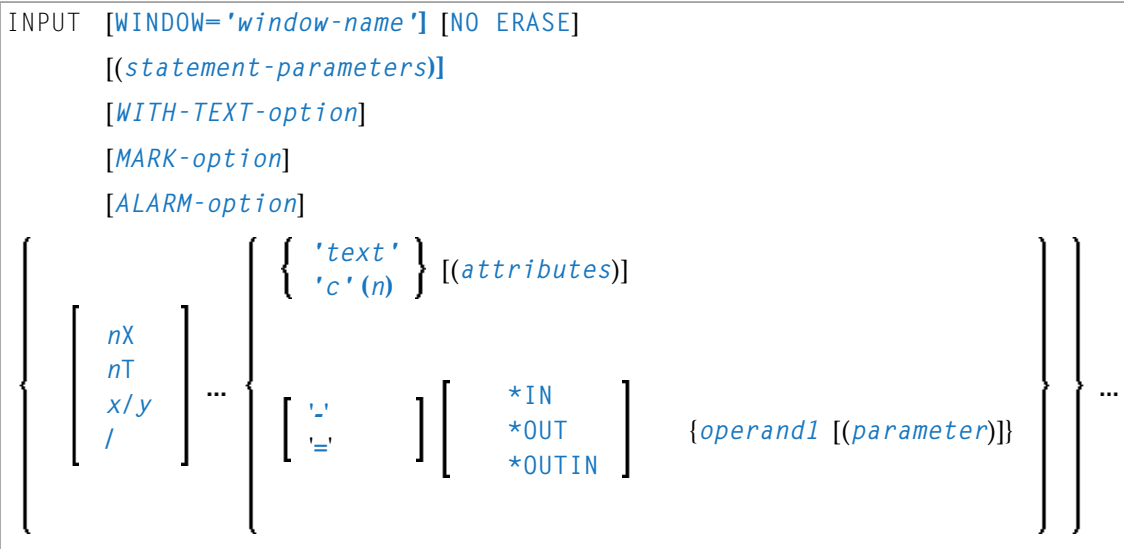 INPUT [WINDOW='window-name'] [NO ERASE]
[(statement-parameters)]
[WITH-TEXT-option]
[MARK-option]
[ALARM-option]
{ 'text' } [(attributes)]
'c' (n)
nX
nT
x/y
/
...
'-'
'='
*IN
*OUT
*OUTIN
{operand1 [(parameter)]}
...